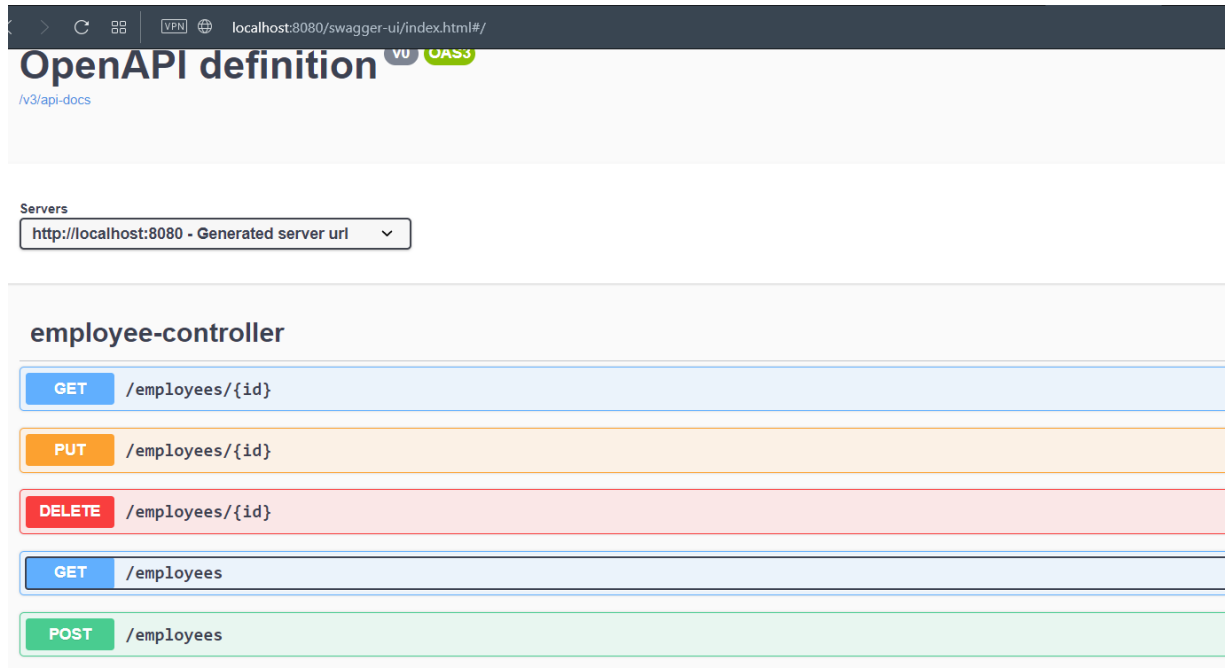 VPN localhost:8080/swagger-ui/index.html#/
OpenAPI definition v0 OAS3
/v3/api-docs
Servers
http://localhost:8080 - Generated server url
employee-controller
GET /employees/{id}
PUT /employees/{id}
DELETE /employees/{id}
GET /employees
POST /employees